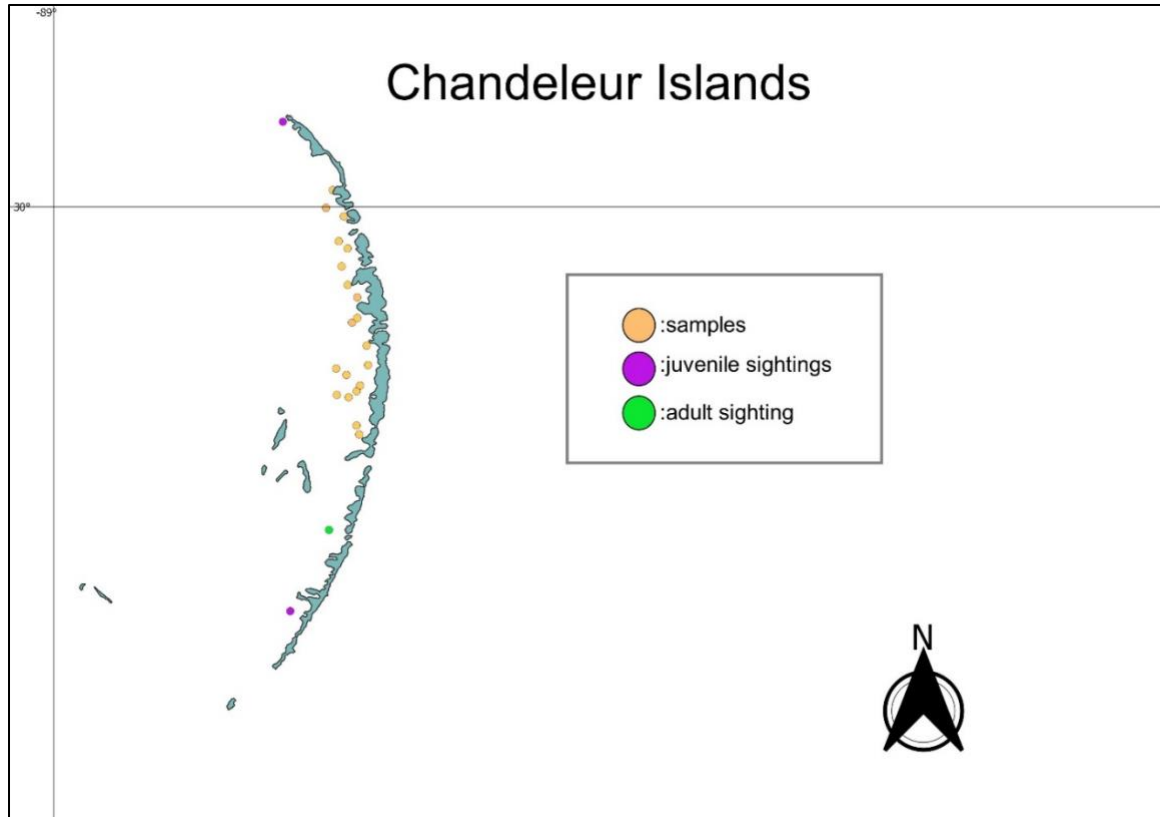 -89°
Chandeleur Islands
30°
:samples
:juvenile sightings
:adult sighting
N